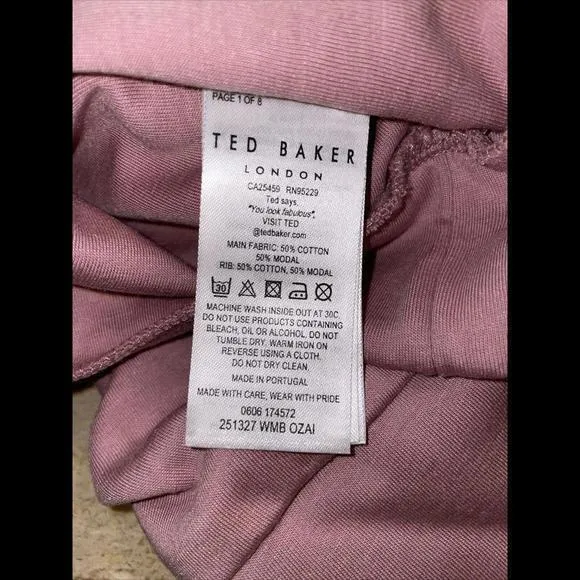 PAGE 1 OF 8
TED BAKER
LONDON
CA25459 RN95229
Ted says,
"You look fabulous".
VISIT TED
@tedbaker.com
MAIN FABRIC: 50% COTTON
50% MODAL
RIB: 50% COTTON, 50% MODAL
30
MACHINE WASH INSIDE OUT AT 30C.
DO NOT USE PRODUCTS CONTAINING
BLEACH, OIL OR ALCOHOL. DO NOT
TUMBLE DRY. WARM IRON ON
REVERSE USING A CLOTH.
DO NOT DRY CLEAN.
MADE IN PORTUGAL
MADE WITH CARE, WEAR WITH PRIDE
0606 174572
251327 WMB OZAI